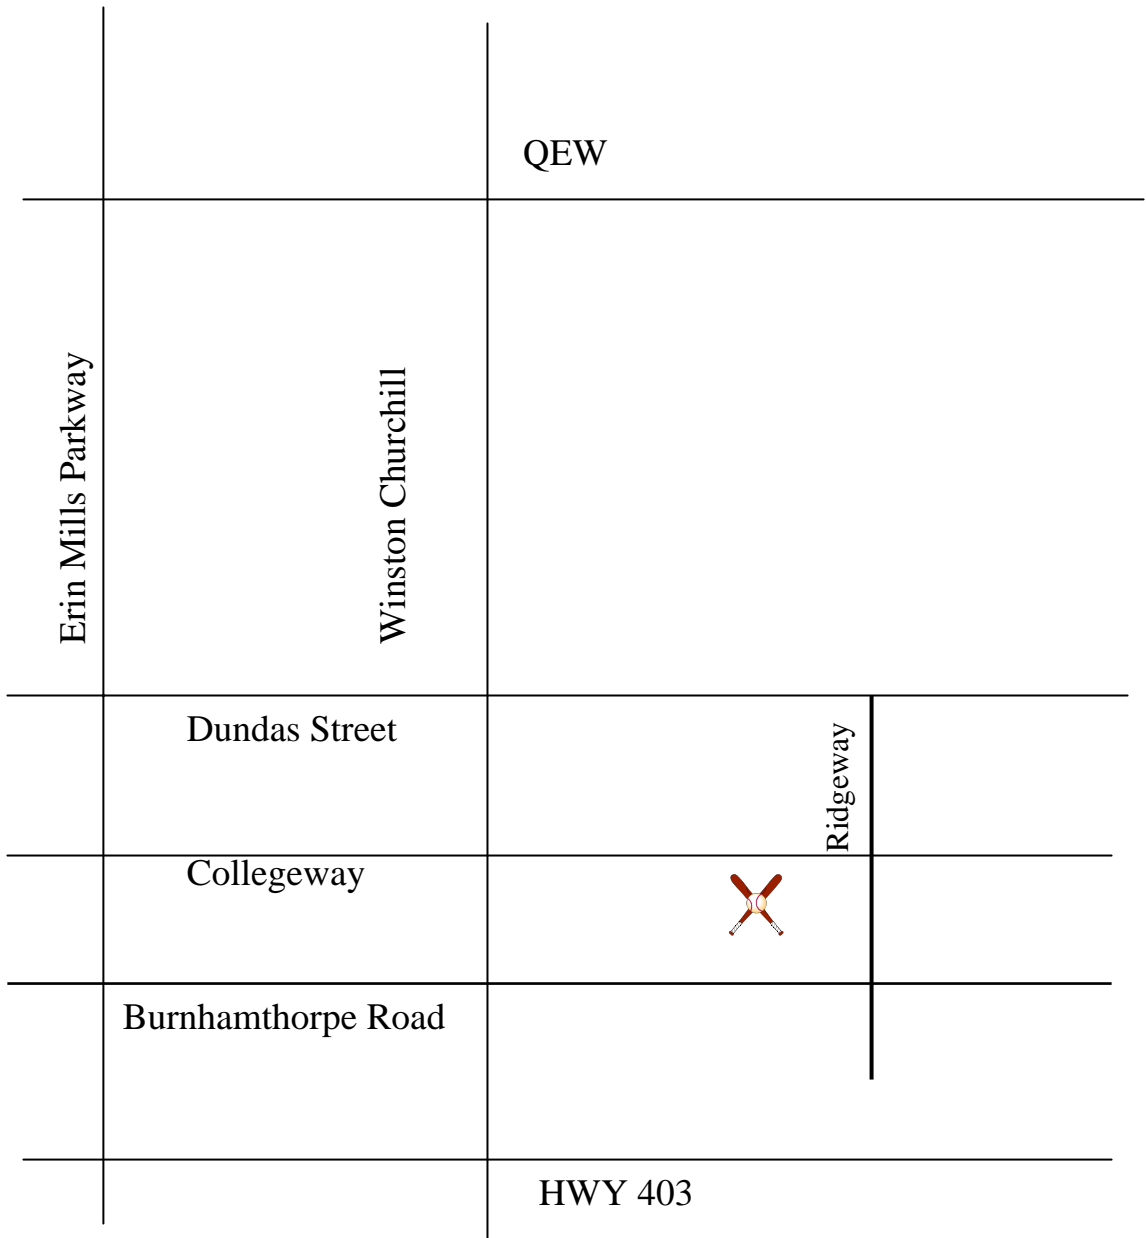 QEW
Erin Mills Parkway
Winston Churchill
Dundas Street
Ridgeway
Collegeway
Burnhamthorpe Road
HWY 403